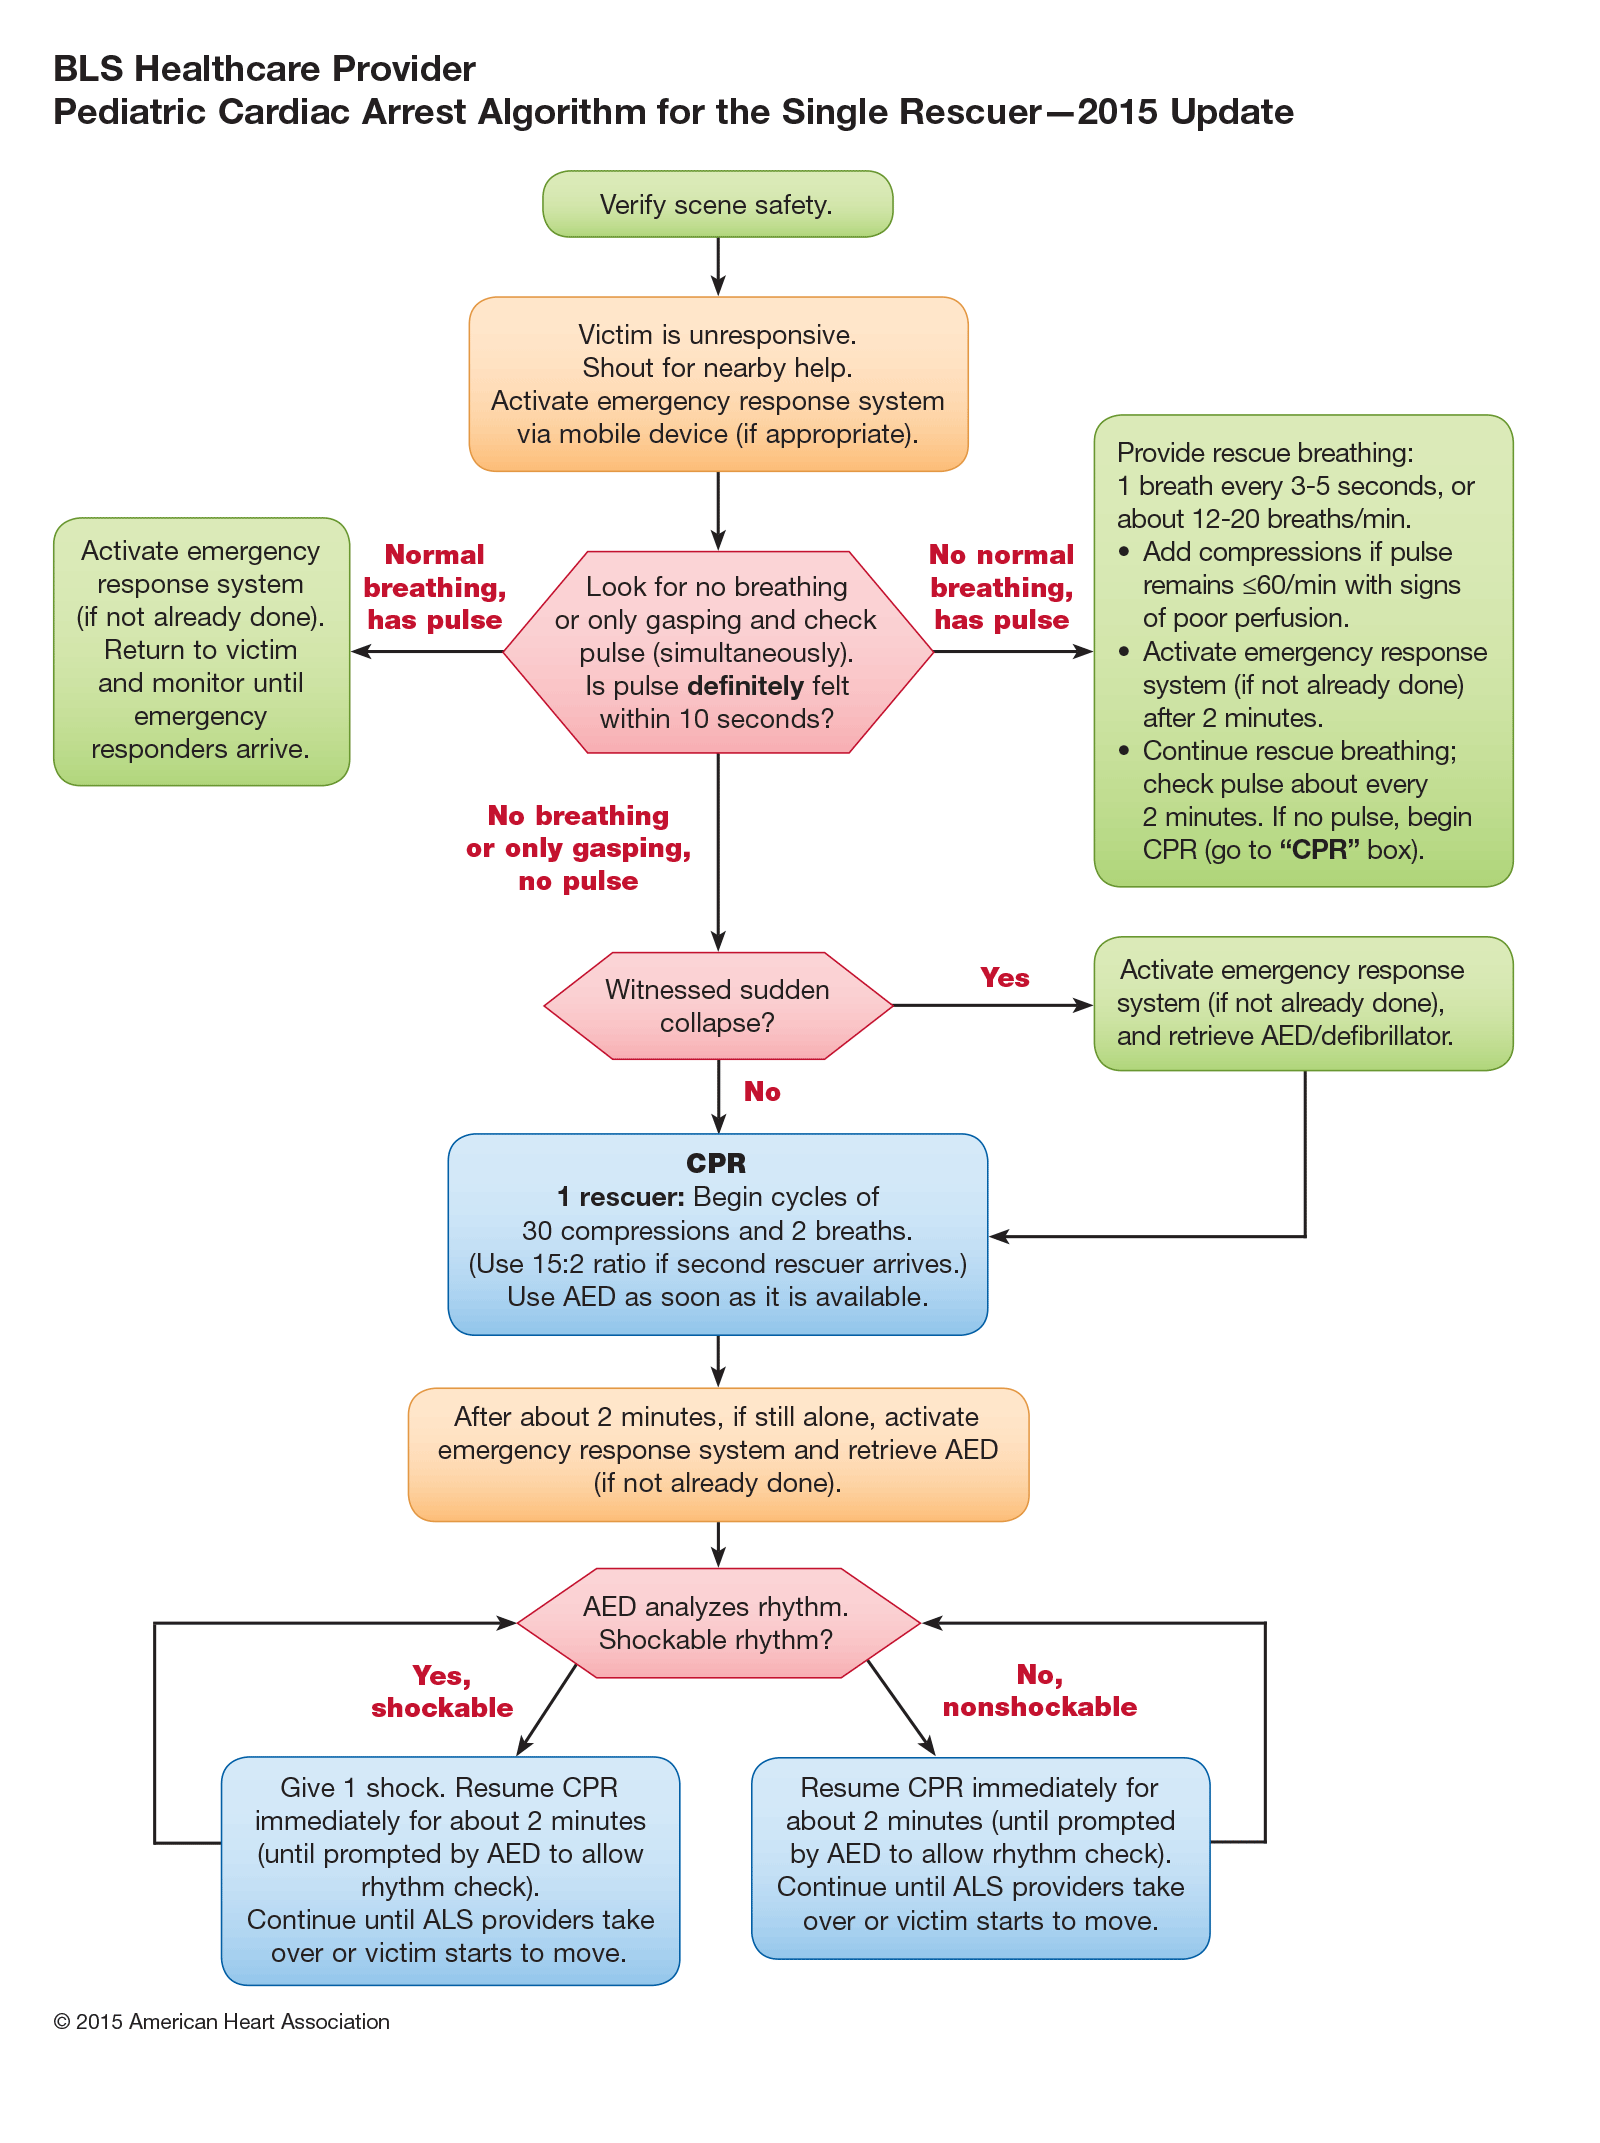 BLS Healthcare Provider
Pediatric Cardiac Arrest Algorithm for the Single Rescuer—2015 Update
Verify scene safety.
Victim is unresponsive.
Shout for nearby help.
Activate emergency response system
via mobile device (if appropriate).
Look for no breathing
or only gasping and check
pulse (simultaneously).
Is pulse definitely felt
within 10 seconds?
Normal
breathing,
has pulse
Activate emergency
response system
(if not already done).
Return to victim
and monitor until
emergency
responders arrive.
No normal
breathing,
has pulse
Provide rescue breathing:
1 breath every 3-5 seconds, or
about 12-20 breaths/min.
• Add compressions if pulse
remains ≤60/min with signs
of poor perfusion.
• Activate emergency response
system (if not already done)
after 2 minutes.
• Continue rescue breathing;
check pulse about every
2 minutes. If no pulse, begin
CPR (go to “CPR” box).
No breathing
or only gasping,
no pulse
Witnessed sudden
collapse?
Yes
Activate emergency response
system (if not already done),
and retrieve AED/defibrillator.
No
CPR
1 rescuer: Begin cycles of
30 compressions and 2 breaths.
(Use 15:2 ratio if second rescuer arrives.)
Use AED as soon as it is available.
After about 2 minutes, if still alone, activate
emergency response system and retrieve AED
(if not already done).
AED analyzes rhythm.
Shockable rhythm?
Yes,
shockable
No,
nonshockable
Give 1 shock. Resume CPR
immediately for about 2 minutes
(until prompted by AED to allow
rhythm check).
Continue until ALS providers take
over or victim starts to move.
Resume CPR immediately for
about 2 minutes (until prompted
by AED to allow rhythm check).
Continue until ALS providers take
over or victim starts to move.
© 2015 American Heart Association